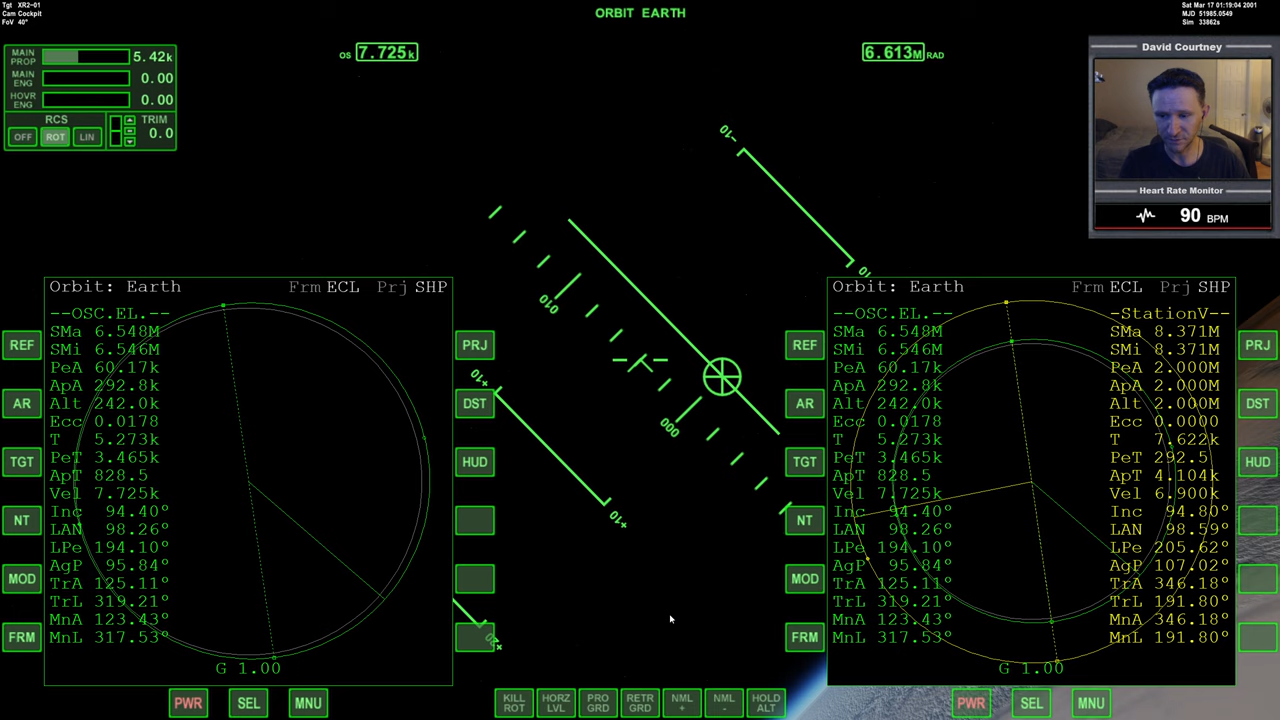 Tgt XR2-01
Cam Cockpit
FoV 40°
ORBIT EARTH
Sat Mar 17 01:19:04 2001
MJD 51985.0549
Sim 33862s
MAIN PROP 5.42k
MAIN ENG 0.00
HOVR ENG 0.00
RCS TRIM
OFF ROT LIN 0.0
OS 7.725k
6.613M RAD
David Courtney
Heart Rate Monitor
90 BPM
-10
10
010
000
+10
+10
+20
Orbit: Earth Frm ECL Prj SHP
--OSC.EL.--
SMa 6.548M
SMi 6.546M
PeA 60.17k
ApA 292.8k
Alt 242.0k
Ecc 0.0178
T 5.273k
PeT 3.465k
ApT 828.5
Vel 7.725k
Inc 94.40°
LAN 98.26°
LPe 194.10°
AgP 95.84°
TrA 125.11°
TrL 319.21°
MnA 123.43°
MnL 317.53°
G 1.00
REF
AR
TGT
NT
MOD
FRM
PRJ
DST
HUD
PWR SEL MNU
KILL ROT
HORZ LVL
PRO GRD
RETR GRD
NML +
NML -
HOLD ALT
Orbit: Earth Frm ECL Prj SHP
--OSC.EL.--
SMa 6.548M
SMi 6.546M
PeA 60.17k
ApA 292.8k
Alt 242.0k
Ecc 0.0178
T 5.273k
PeT 3.465k
ApT 828.5
Vel 7.725k
Inc 94.40°
LAN 98.26°
LPe 194.10°
AgP 95.84°
TrA 125.11°
TrL 319.21°
MnA 123.43°
MnL 317.53°
-StationV--
SMa 8.371M
SMi 8.371M
PeA 2.000M
ApA 2.000M
Alt 2.000M
Ecc 0.0000
T 7.622k
PeT 292.5
ApT 4.104k
Vel 6.900k
Inc 94.80°
LAN 98.59°
LPe 205.62°
AgP 107.02°
TrA 346.18°
TrL 191.80°
MnA 346.18°
MnL 191.80°
G 1.00
REF
AR
TGT
NT
MOD
FRM
PRJ
DST
HUD
PWR SEL MNU